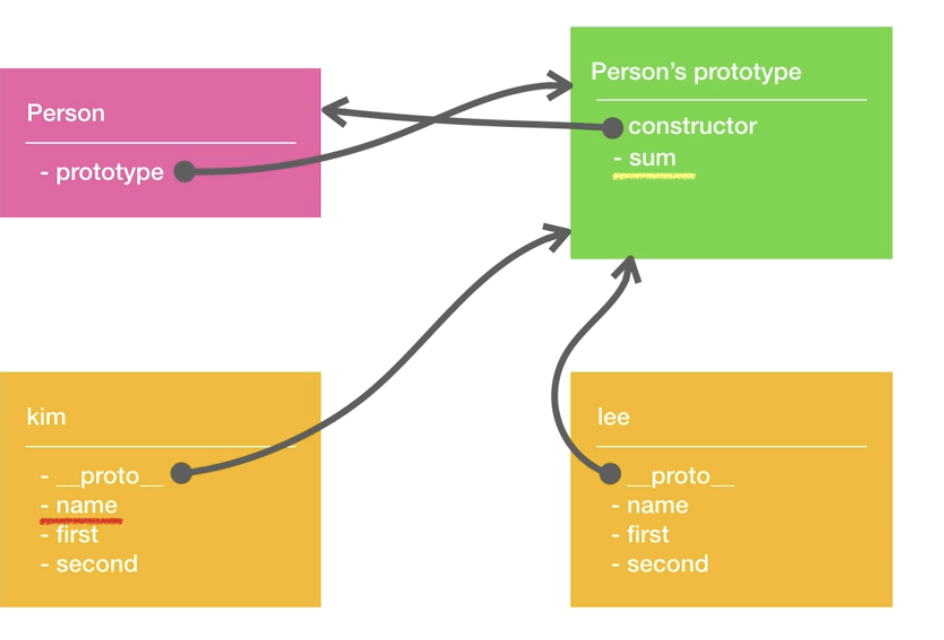 Person
- prototype
Person's prototype
constructor
- sum
kim
- __proto__
- name
- first
- second
lee
__proto__
- name
- first
- second